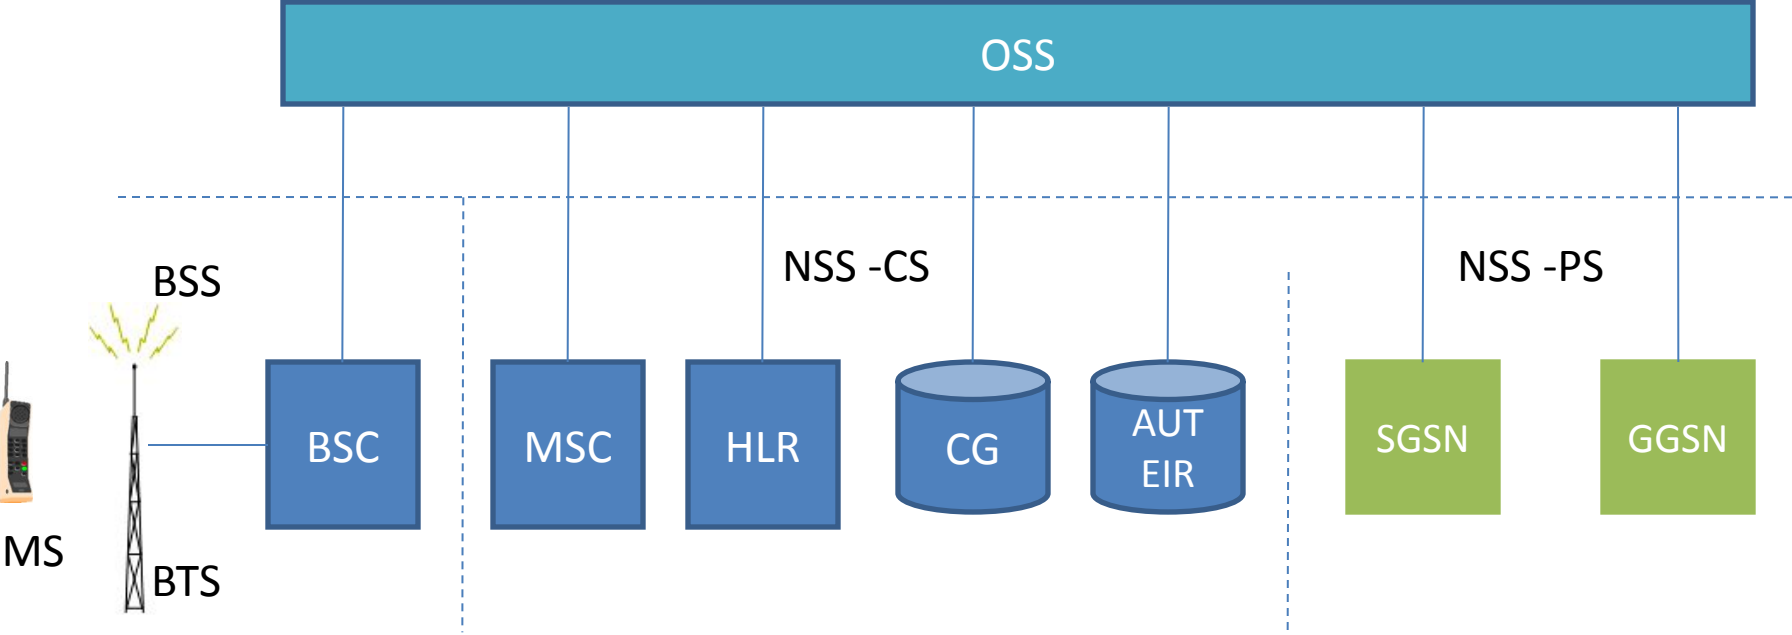 OSS
BSS
NSS -CS
NSS -PS
BSC
MSC
HLR
CG
AUT
EIR
SGSN
GGSN
MS
BTS